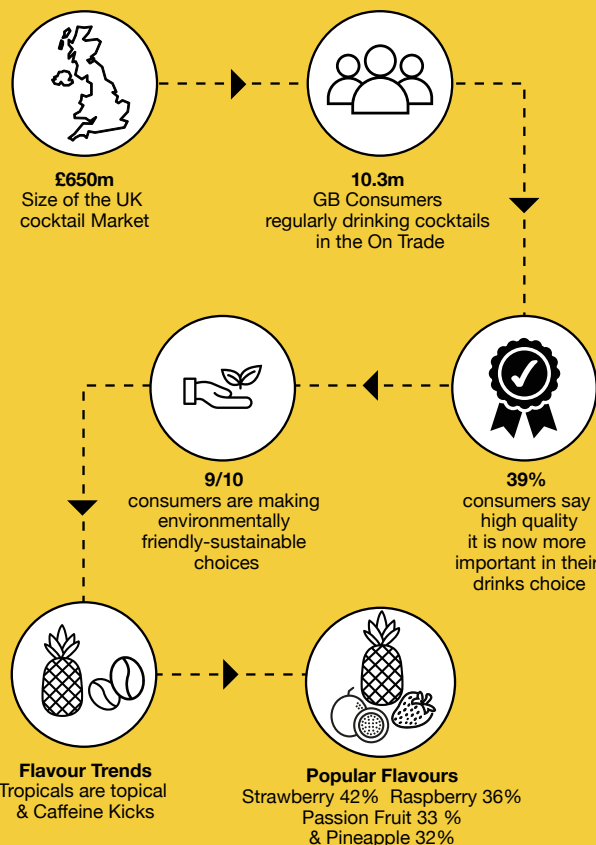 £650m
Size of the UK
cocktail Market
10.3m
GB Consumers
regularly drinking cocktails
in the On Trade
39%
consumers say
high quality
it is now more
important in their
drinks choice
9/10
consumers are making
environmentally
friendly-sustainable
choices
Flavour Trends
Tropicals are topical
& Caffeine Kicks
Popular Flavours
Strawberry 42% Raspberry 36%
Passion Fruit 33 %
& Pineapple 32%